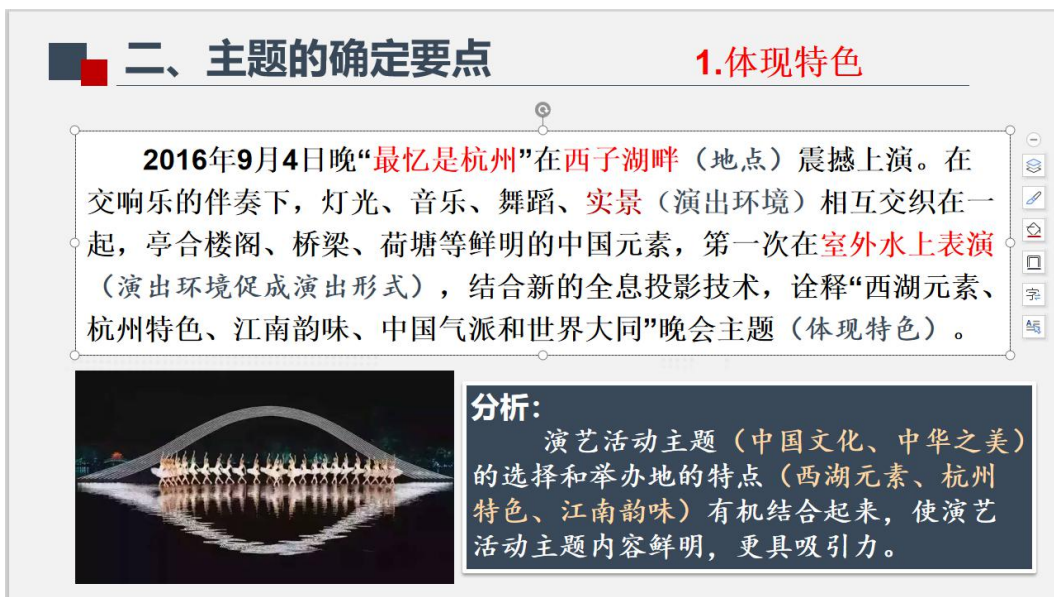 二、主题的确定要点
1.体现特色
2016年9月4日晚“最忆是杭州”在西子湖畔（地点）震撼上演。在
交响乐的伴奏下，灯光、音乐、舞蹈、实景（演出环境）相互交织在一
起，亭合楼阁、桥梁、荷塘等鲜明的中国元素，第一次在室外水上表演
（演出环境促成演出形式），结合新的全息投影技术，诠释“西湖元素、
杭州特色、江南韵味、中国气派和世界大同”晚会主题（体现特色）。
分析：
演艺活动主题（中国文化、中华之美）
的选择和举办地的特点（西湖元素、杭州
特色、江南韵味）有机结合起来，使演艺
活动主题内容鲜明，更具吸引力。